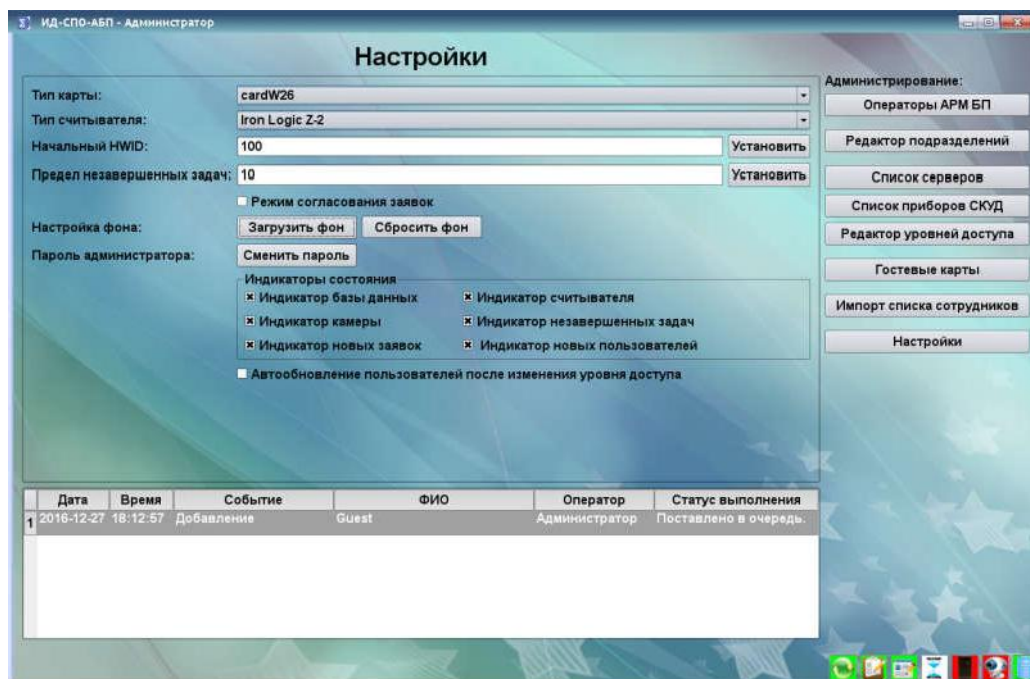 ИД-СПО-АБП - Администратор
Настройки
Тип карты: cardW26
Тип считывателя: Iron Logic Z-2
Начальный HWID: 100 Установить
Предел незавершенных задач: 10 Установить
Режим согласования заявок
Настройка фона: Загрузить фон Сбросить фон
Пароль администратора: Сменить пароль
Индикаторы состояния
Индикатор базы данных Индикатор считывателя
Индикатор камеры Индикатор незавершенных задач
Индикатор новых заявок Индикатор новых пользователей
Автообновление пользователей после изменения уровня доступа
Администрирование:
Операторы АРМ БП
Редактор подразделений
Список серверов
Список приборов СКУД
Редактор уровней доступа
Гостевые карты
Импорт списка сотрудников
Настройки
Дата Время Событие ФИО Оператор Статус выполнения
1 2016-12-27 18:12:57 Добавление Guest Администратор Поставлено в очередь.